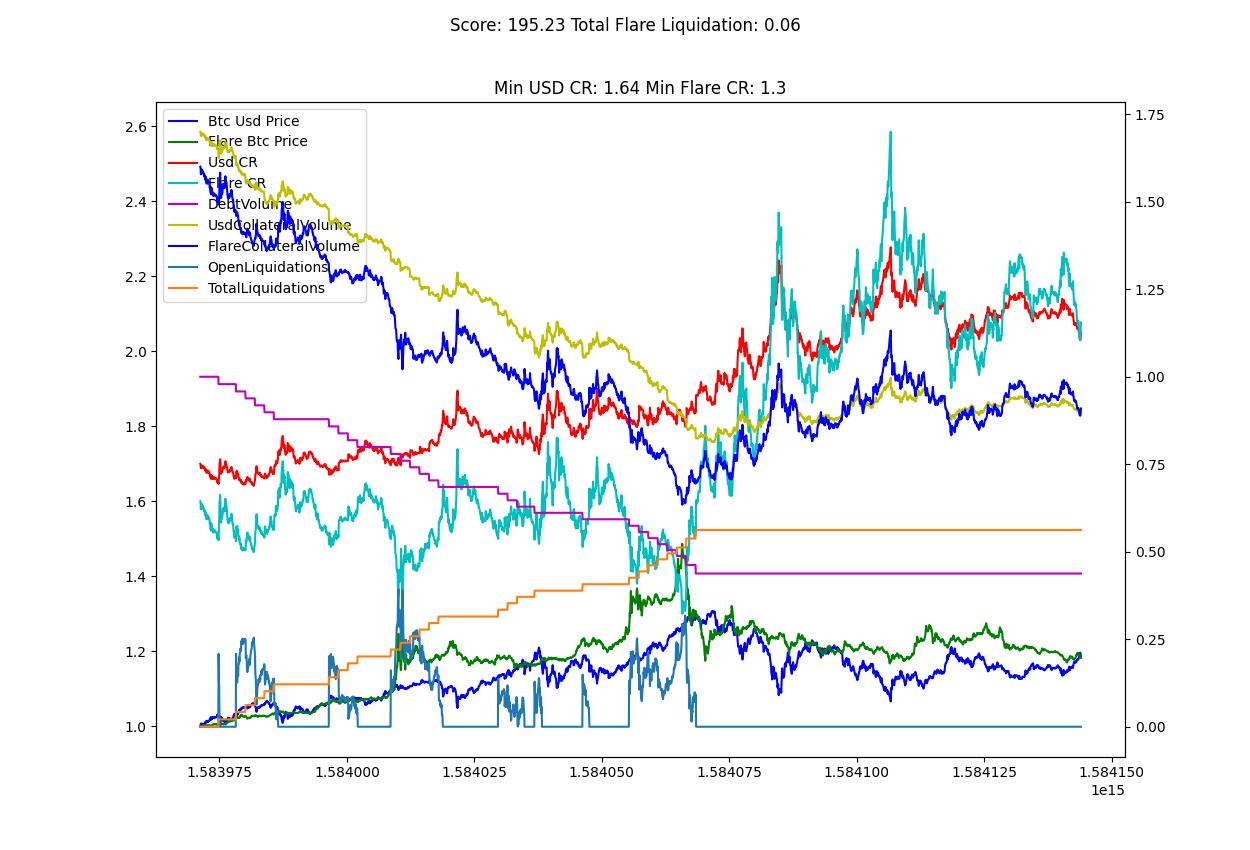 Score: 195.23 Total Flare Liquidation: 0.06
Min USD CR: 1.64 Min Flare CR: 1.3
Btc Usd Price
Flare Btc Price
Usd CR
Flare CR
DebtVolume
UsdCollateralVolume
FlareCollateralVolume
OpenLiquidations
TotalLiquidations
2.6
2.4
2.2
2.0
1.8
1.6
1.4
1.2
1.0
1.75
1.50
1.25
1.00
0.75
0.50
0.25
0.00
1.583975 1.584000 1.584025 1.584050 1.584075 1.584100 1.584125 1.584150
1e15